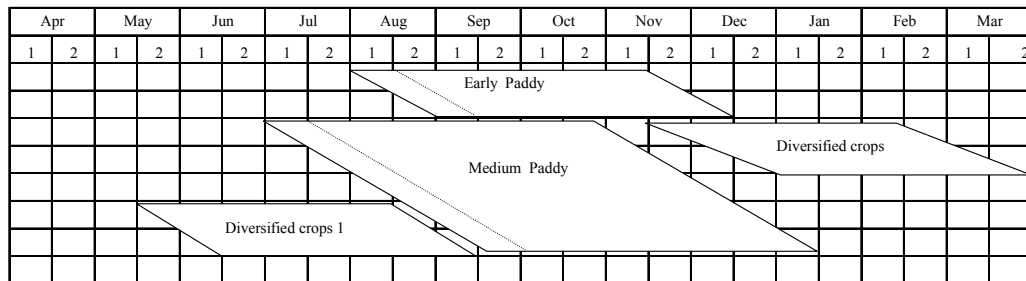 Apr May Jun Jul Aug Sep Oct Nov Dec Jan Feb Mar
1 2 1 2 1 2 1 2 1 2 1 2 1 2 1 2 1 2 1 2 1 2 1 2
Early Paddy
Diversified crops
Medium Paddy
Diversified crops 1